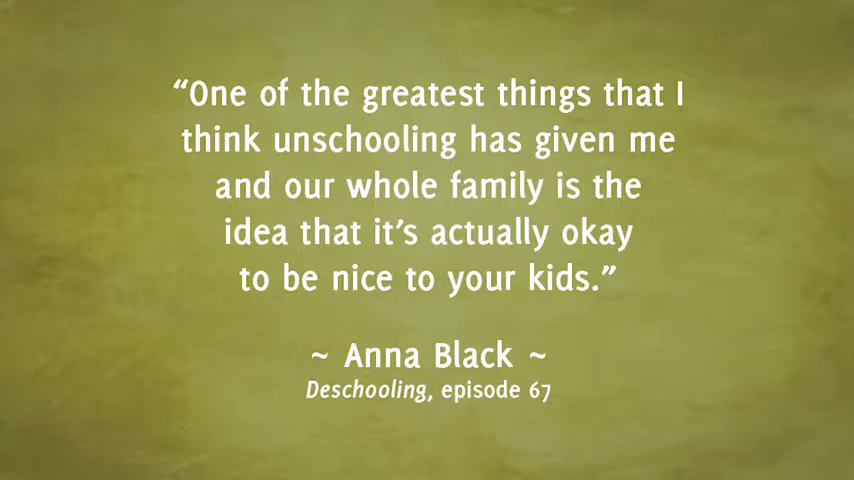 “One of the greatest things that I
think unschooling has given me
and our whole family is the
idea that it’s actually okay
to be nice to your kids.”
~ Anna Black ~
Deschooling, episode 67